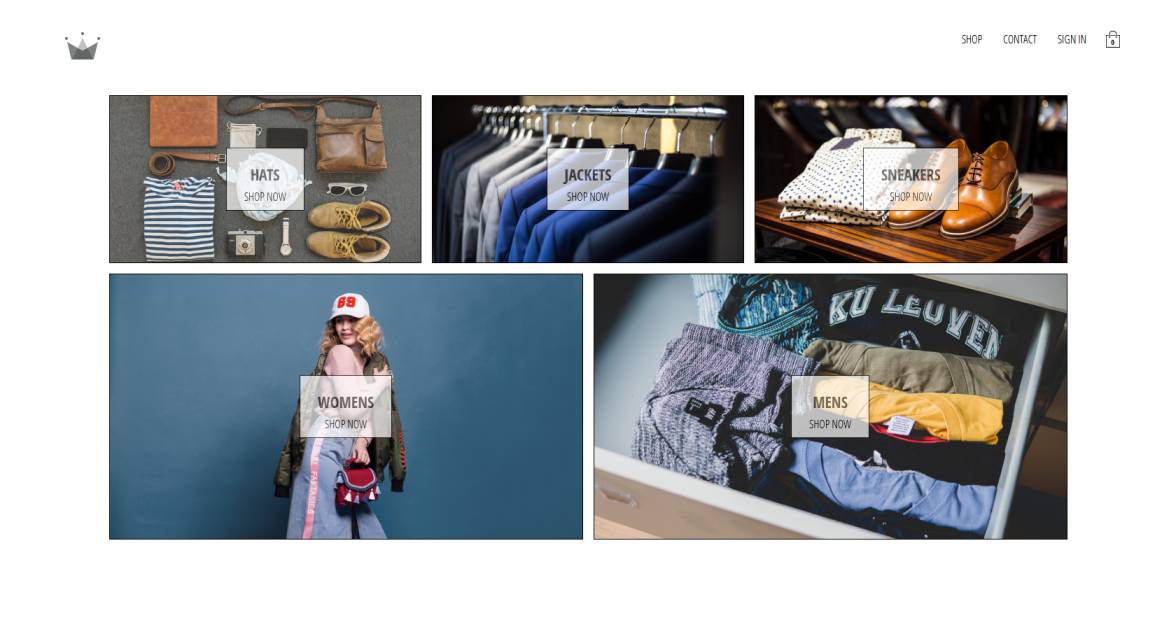 SHOP
CONTACT
SIGN IN
0
HATS
SHOP NOW
JACKETS
SHOP NOW
SNEAKERS
SHOP NOW
69
WOMENS
SHOP NOW
KU LEUVEN
MENS
SHOP NOW